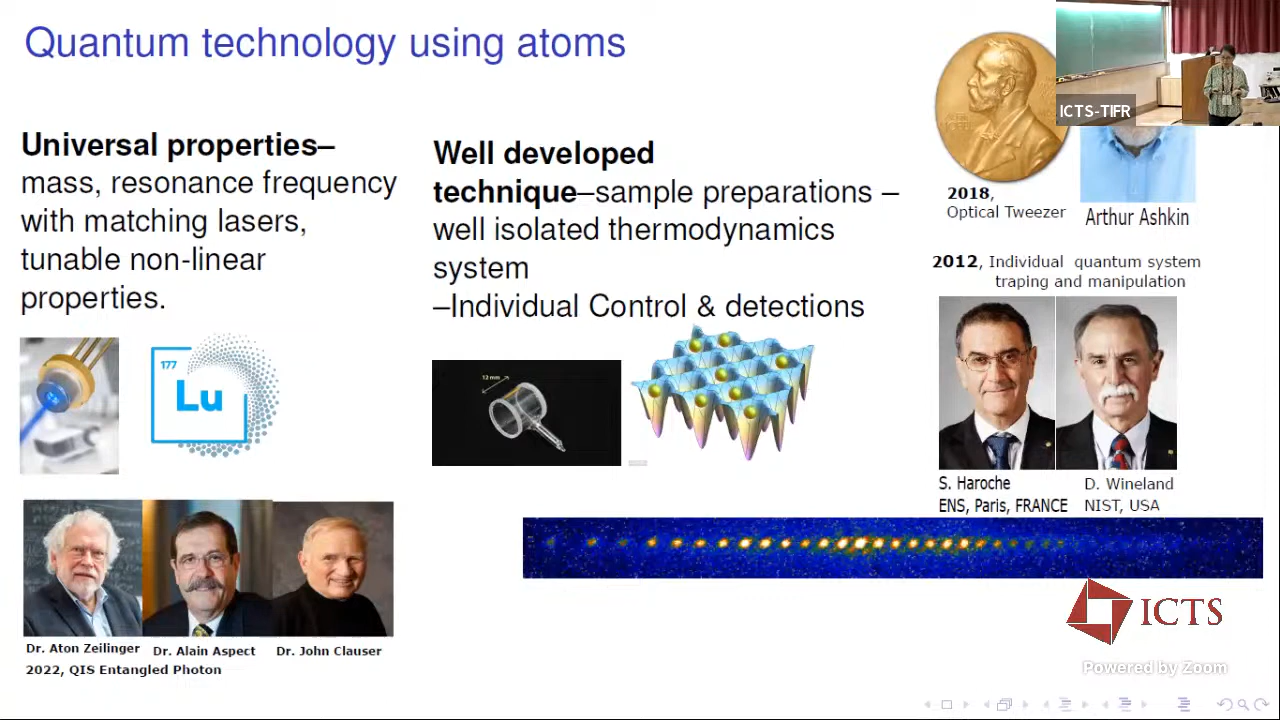 Quantum technology using atoms
Universal properties–
mass, resonance frequency
with matching lasers,
tunable non-linear
properties.
177
Lu
Dr. Aton Zeilinger
Dr. Alain Aspect
Dr. John Clauser
2022, QIS Entangled Photon
Well developed
technique–sample preparations –
well isolated thermodynamics
system
–Individual Control & detections
12 mm
ICTS-TIFR
2018,
Optical Tweezer
Arthur Ashkin
2012, Individual quantum system
traping and manipulation
S. Haroche
ENS, Paris, FRANCE
D. Wineland
NIST, USA
ICTS
Powered by Zoom